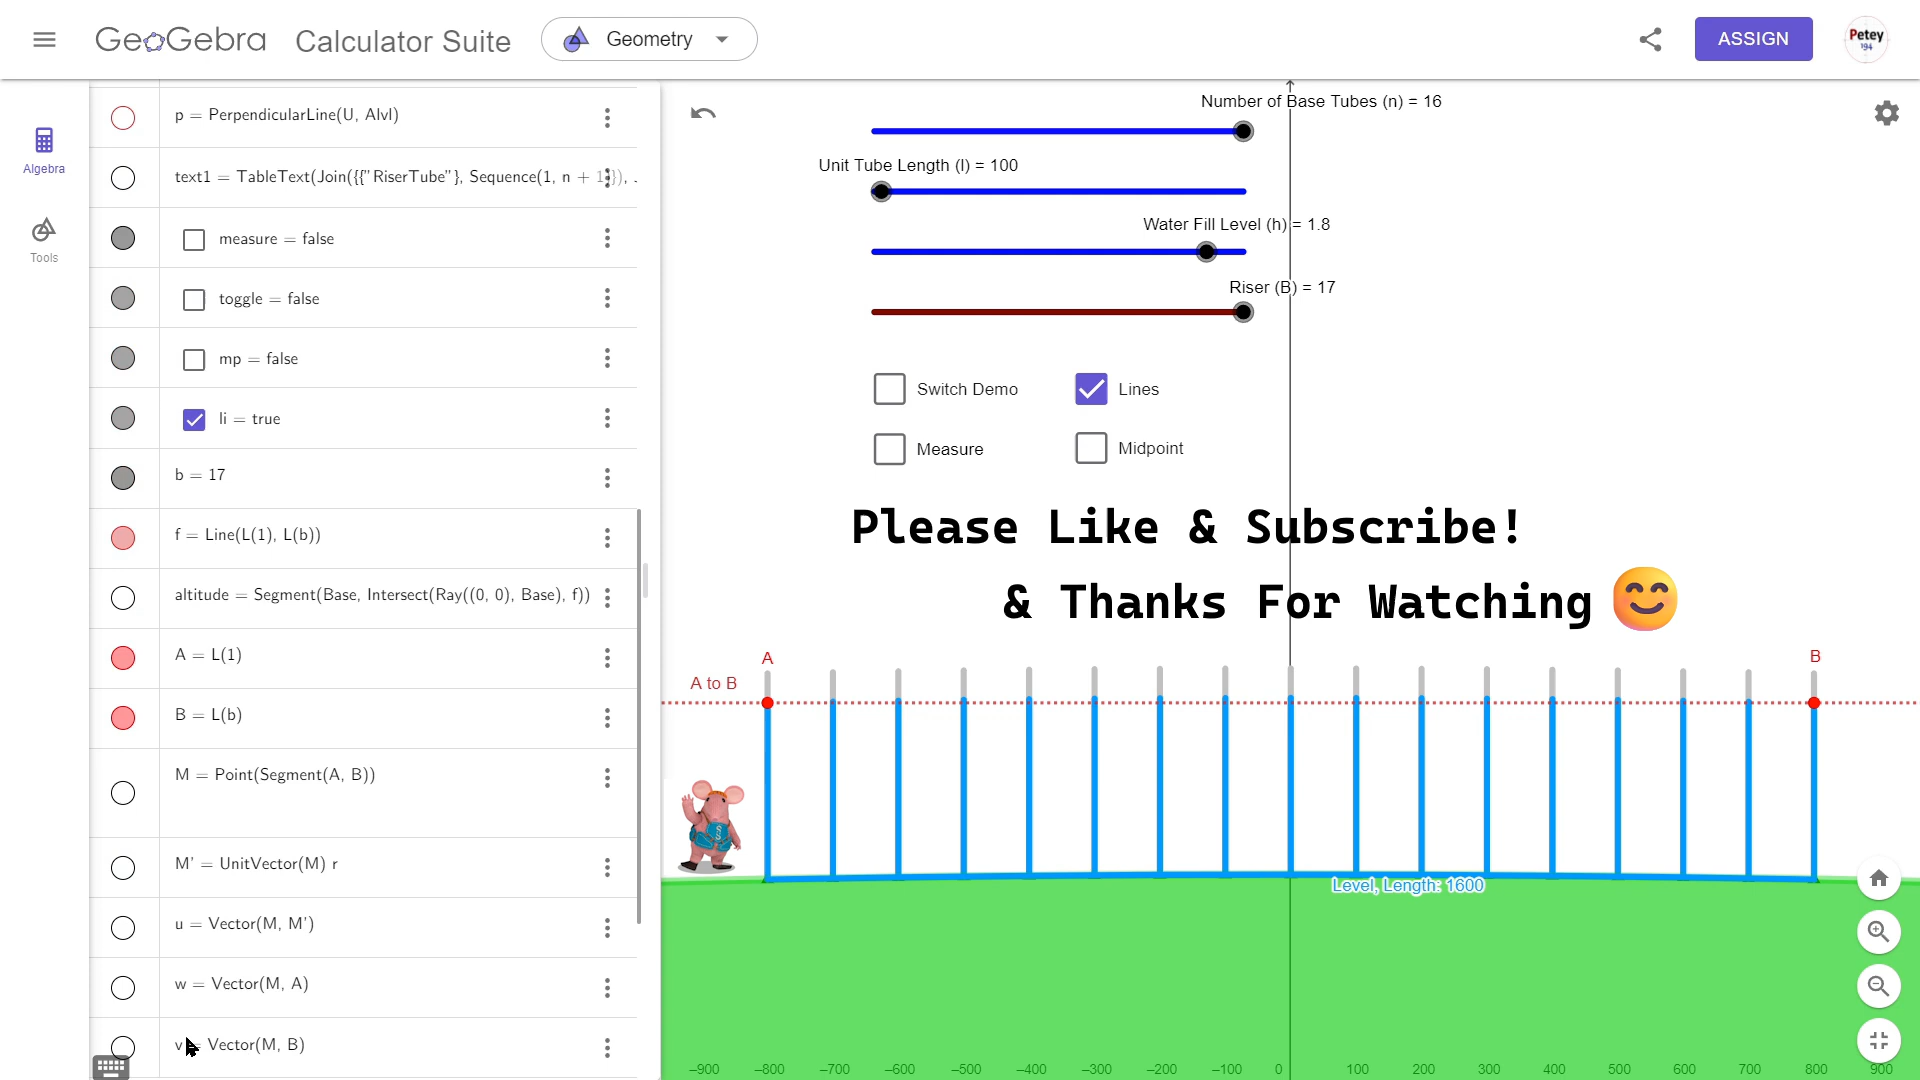 GeoGebra
Calculator Suite
Geometry
ASSIGN
Petey
194
Algebra
Tools
p = PerpendicularLine(U, Alvl)
text1 = TableText(Join({{"RiserTube"}, Sequence(1, n + 1)}),
measure = false
toggle = false
mp = false
li = true
b = 17
f = Line(L(1), L(b))
altitude = Segment(Base, Intersect(Ray((0, 0), Base), f))
A = L(1)
B = L(b)
M = Point(Segment(A, B))
M' = UnitVector(M) r
u = Vector(M, M')
w = Vector(M, A)
v = Vector(M, B)
Number of Base Tubes (n) = 16
Unit Tube Length (l) = 100
Water Fill Level (h) = 1.8
Riser (B) = 17
Switch Demo
Lines
Measure
Midpoint
Please Like & Subscribe!
& Thanks For Watching 😊
A
B
A to B
Level, Length: 1600
–900 –800 –700 –600 –500 –400 –300 –200 –100 0 100 200 300 400 500 600 700 800 900